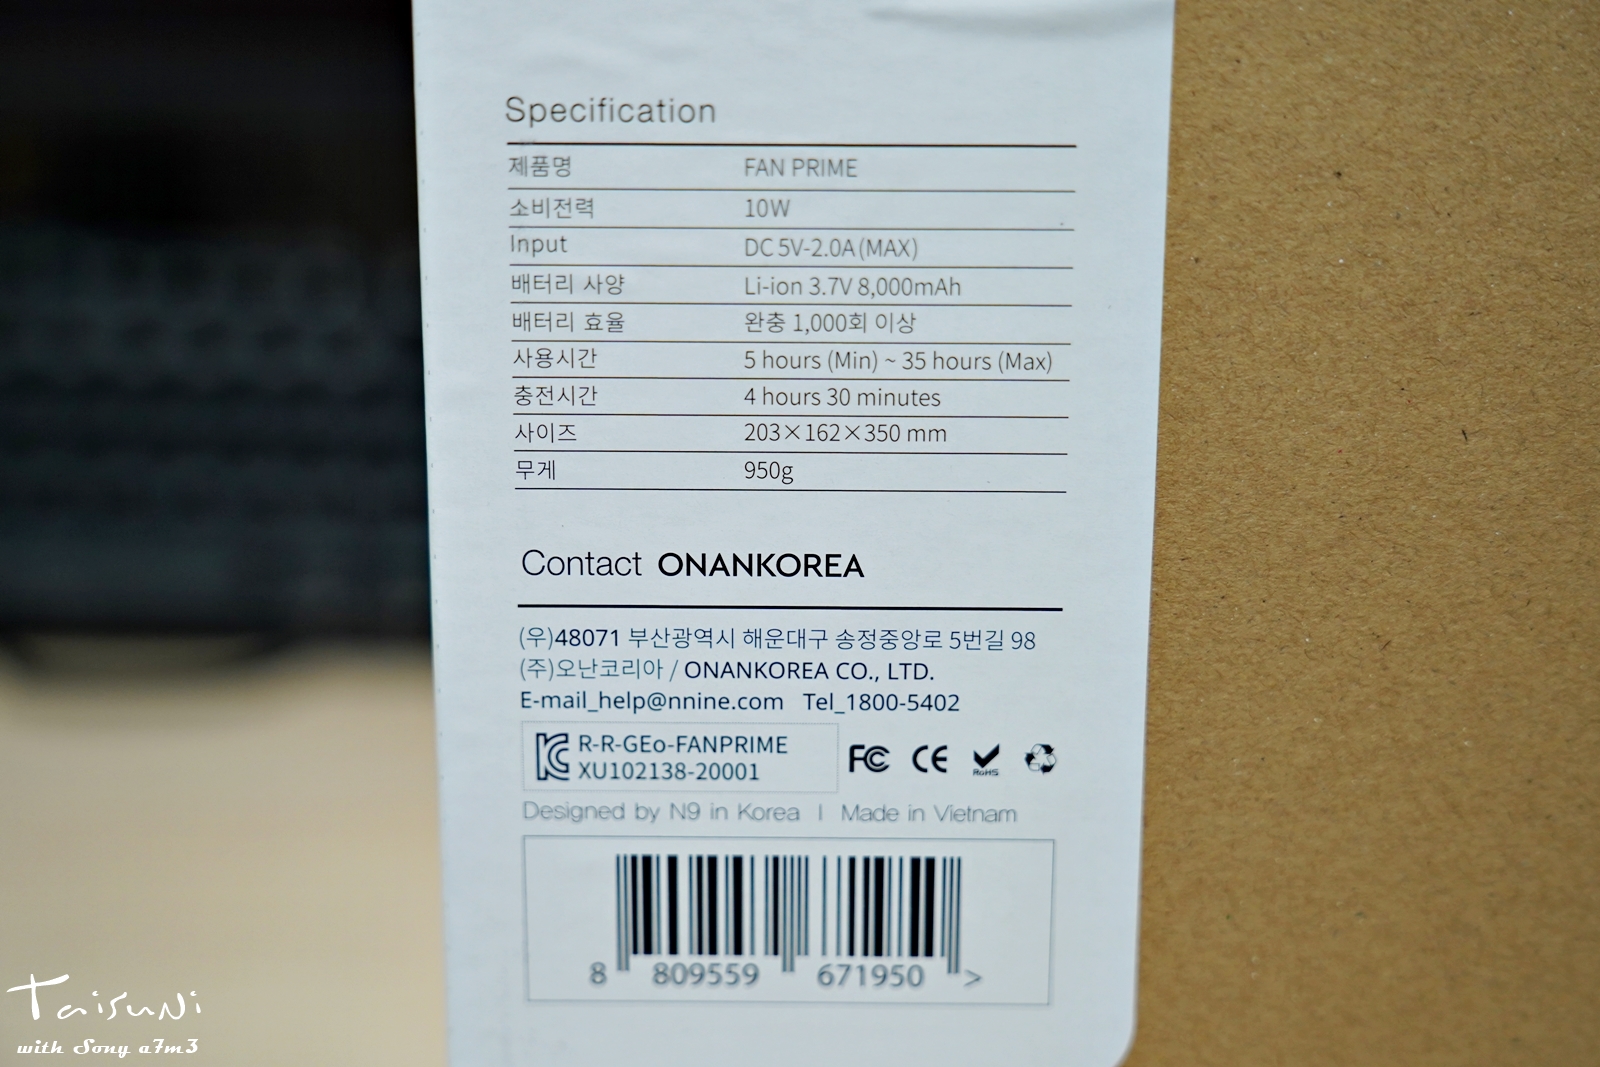 Specification
제품명 FAN PRIME
소비전력 10W
Input DC 5V-2.0A (MAX)
배터리 사양 Li-ion 3.7V 8,000mAh
배터리 효율 완충 1,000회 이상
사용시간 5 hours (Min) ~ 35 hours (Max)
충전시간 4 hours 30 minutes
사이즈 203×162×350 mm
무게 950g
Contact ONANKOREA
(우)48071 부산광역시 해운대구 송정중앙로 5번길 98
(주)오난코리아 / ONANKOREA CO., LTD.
E-mail_help@nnine.com Tel_1800-5402
R-R-GEo-FANPRIME
XU102138-20001
FC CE RoHS
Designed by N9 in Korea I Made in Vietnam
8 809559 671950 >
Taisuni
with Sony a7m3